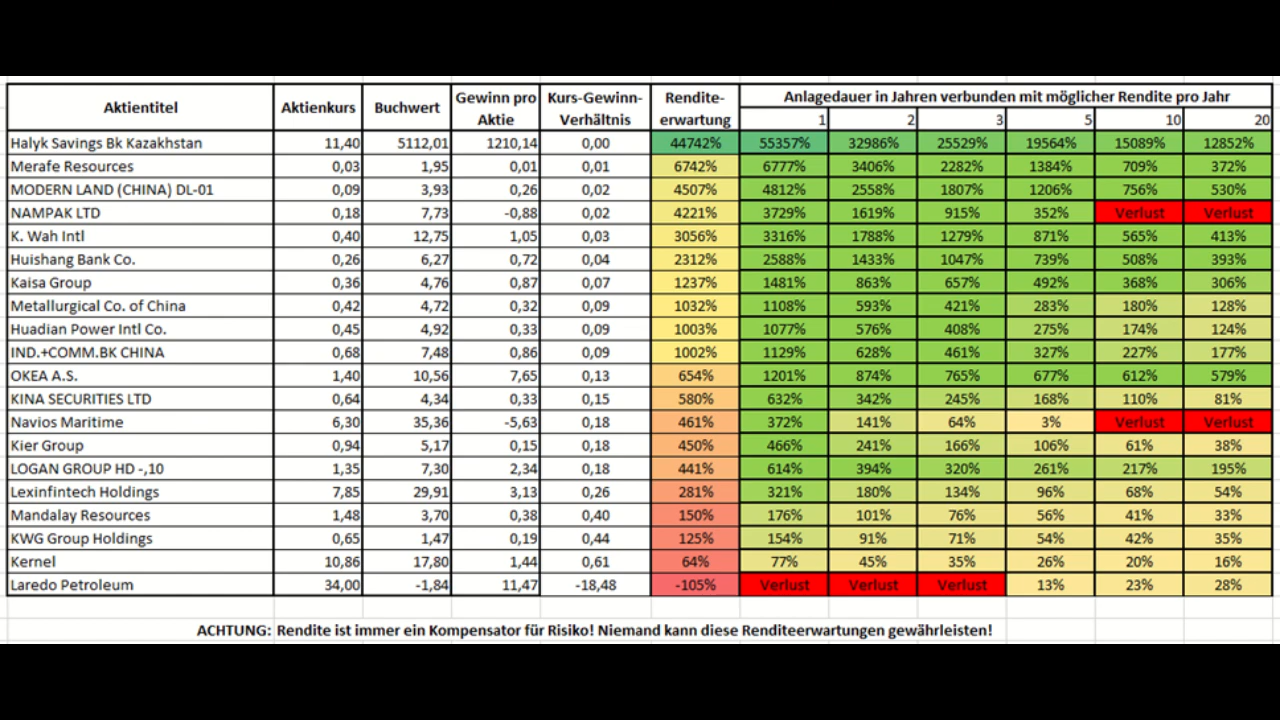 Aktientitel Aktienkurs Buchwert Gewinn pro Aktie Kurs-Gewinn-Verhältnis Rendite-erwartung Anlagedauer in Jahren verbunden mit möglicher Rendite pro Jahr
1 2 3 5 10 20
Halyk Savings Bk Kazakhstan 11,40 5112,01 1210,14 0,00 44742% 55357% 32986% 25529% 19564% 15089% 12852%
Merafe Resources 0,03 1,95 0,01 0,01 6742% 6777% 3406% 2282% 1384% 709% 372%
MODERN LAND (CHINA) DL-01 0,09 3,93 0,26 0,02 4507% 4812% 2558% 1807% 1206% 756% 530%
NAMPAK LTD 0,18 7,73 -0,88 0,02 4221% 3729% 1619% 915% 352% Verlust Verlust
K. Wah Intl 0,40 12,75 1,05 0,03 3056% 3316% 1788% 1279% 871% 565% 413%
Huishang Bank Co. 0,26 6,27 0,72 0,04 2312% 2588% 1433% 1047% 739% 508% 393%
Kaisa Group 0,36 4,76 0,87 0,07 1237% 1481% 863% 657% 492% 368% 306%
Metallurgical Co. of China 0,42 4,72 0,32 0,09 1032% 1108% 593% 421% 283% 180% 128%
Huadian Power Intl Co. 0,45 4,92 0,33 0,09 1003% 1077% 576% 408% 275% 174% 124%
IND.+COMM.BK CHINA 0,68 7,48 0,86 0,09 1002% 1129% 628% 461% 327% 227% 177%
OKEA A.S. 1,40 10,56 7,65 0,13 654% 1201% 874% 765% 677% 612% 579%
KINA SECURITIES LTD 0,64 4,34 0,33 0,15 580% 632% 342% 245% 168% 110% 81%
Navios Maritime 6,30 35,36 -5,63 0,18 461% 372% 141% 64% 3% Verlust Verlust
Kier Group 0,94 5,17 0,15 0,18 450% 466% 241% 166% 106% 61% 38%
LOGAN GROUP HD -,10 1,35 7,30 2,34 0,18 441% 614% 394% 320% 261% 217% 195%
Lexinfintech Holdings 7,85 29,91 3,13 0,26 281% 321% 180% 134% 96% 68% 54%
Mandalay Resources 1,48 3,70 0,38 0,40 150% 176% 101% 76% 56% 41% 33%
KWG Group Holdings 0,65 1,47 0,19 0,44 125% 154% 91% 71% 54% 42% 35%
Kernel 10,86 17,80 1,44 0,61 64% 77% 45% 35% 26% 20% 16%
Laredo Petroleum 34,00 -1,84 11,47 -18,48 -105% Verlust Verlust Verlust 13% 23% 28%
ACHTUNG: Rendite ist immer ein Kompensator für Risiko! Niemand kann diese Renditeerwartungen gewährleisten!